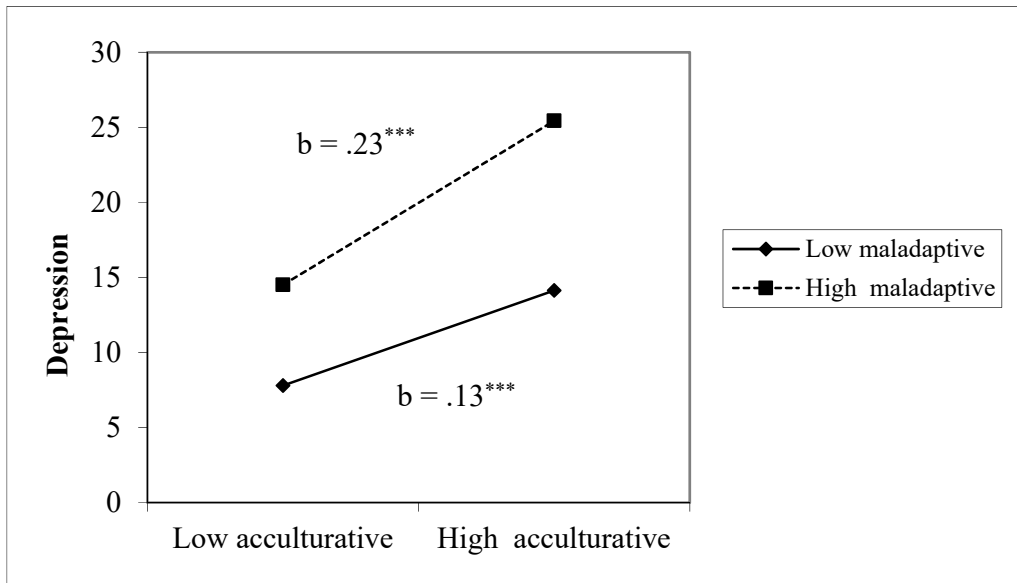 30
25
20
15
10
5
0
Depression
b = .23***
b = .13***
Low acculturative
High acculturative
Low maladaptive
High maladaptive